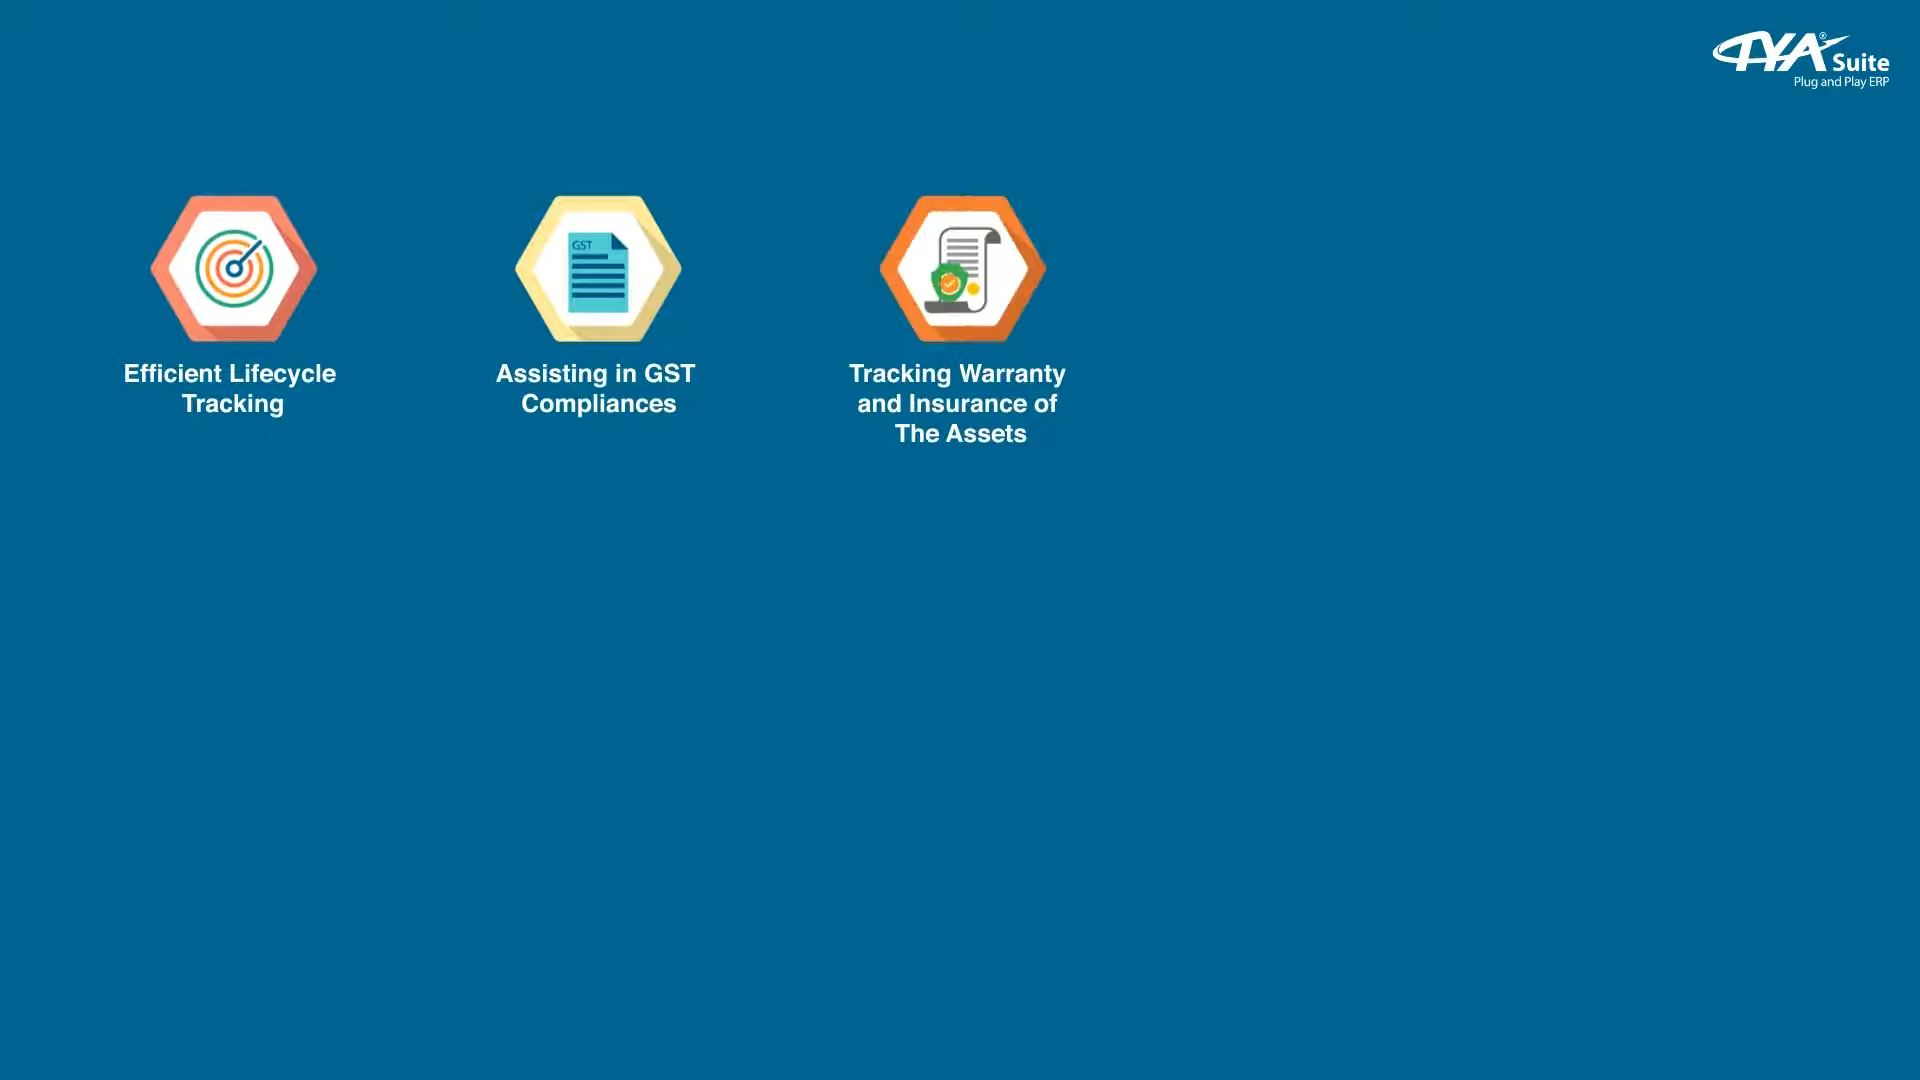 TYA® Suite
Plug and Play ERP
GST
Efficient Lifecycle
Tracking
Assisting in GST
Compliances
Tracking Warranty
and Insurance of
The Assets